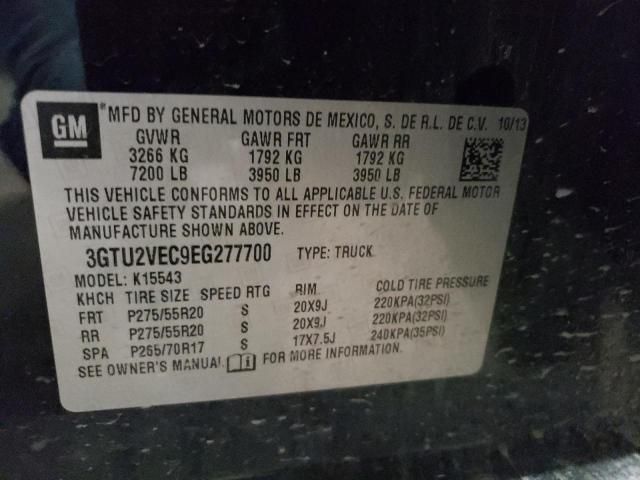 GM
*MFD BY GENERAL MOTORS DE MEXICO, S. DE R.L. DE C.V. 10/13
GVWR GAWR FRT GAWR RR
3266 KG 1792 KG 1792 KG
7200 LB 3950 LB 3950 LB
THIS VEHICLE CONFORMS TO ALL APPLICABLE U.S. FEDERAL MOTOR
VEHICLE SAFETY STANDARDS IN EFFECT ON THE DATE OF
MANUFACTURE SHOWN ABOVE.
3GTU2VEC9EG277700 TYPE: TRUCK
MODEL: K15543
KHCH TIRE SIZE SPEED RTG RIM COLD TIRE PRESSURE
FRT P275/55R20 S 20X9J 220KPA(32PSI)
RR P275/55R20 S 20X9J 220KPA(32PSI)
SPA P265/70R17 S 17X7.5J 240KPA(35PSI)
SEE OWNER'S MANUAL i FOR MORE INFORMATION.